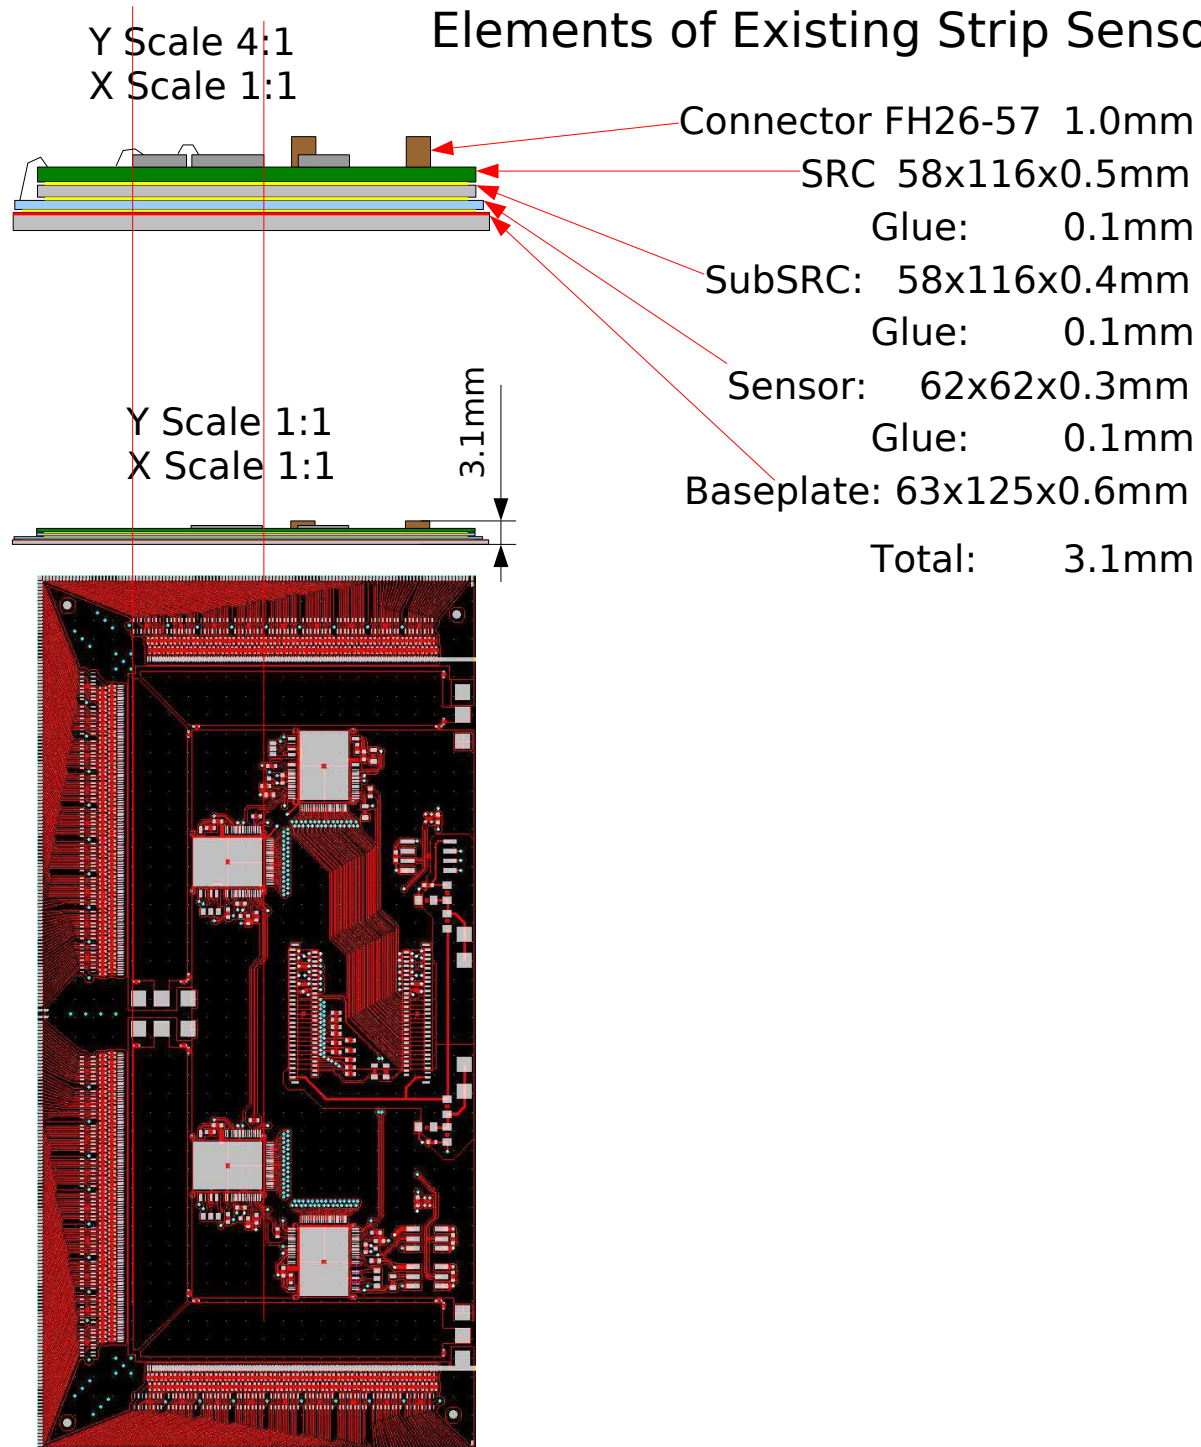 Elements of Existing Strip Senso
Y Scale 4:1
X Scale 1:1
Connector FH26-57 1.0mm
SRC 58x116x0.5mm
Glue: 0.1mm
SubSRC: 58x116x0.4mm
Glue: 0.1mm
Sensor: 62x62x0.3mm
Glue: 0.1mm
Baseplate: 63x125x0.6mm
Total: 3.1mm
Y Scale 1:1
X Scale 1:1
3.1mm